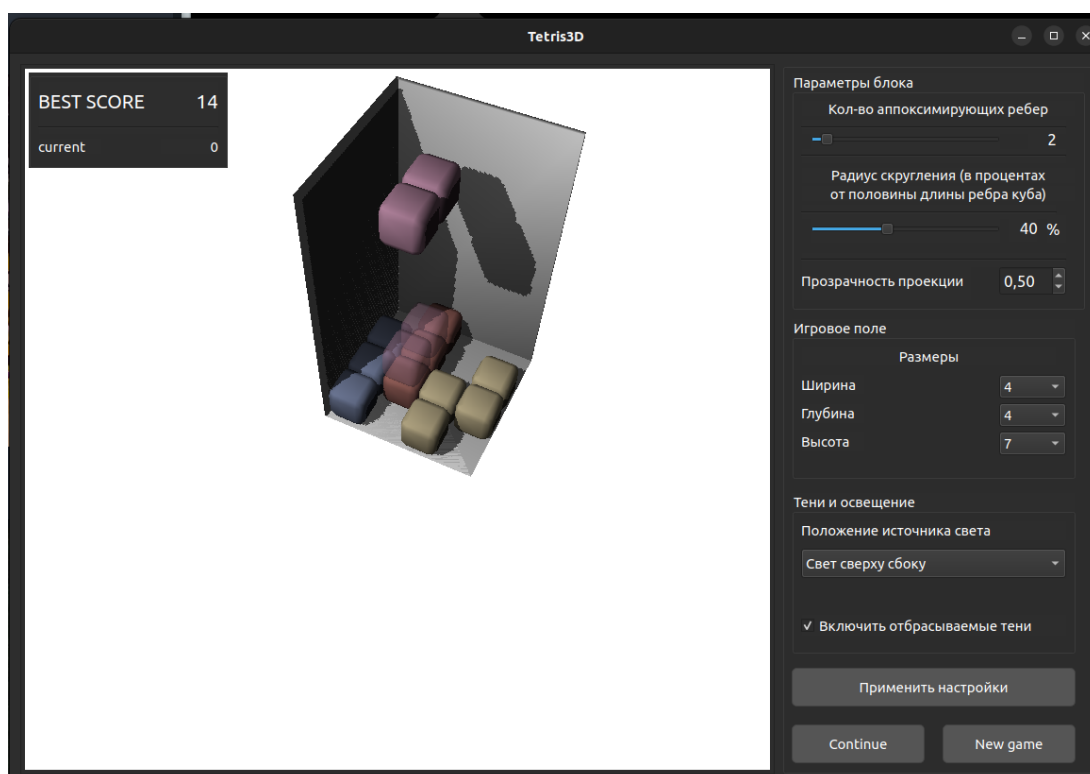 Tetris3D
BEST SCORE 14
current 0
Параметры блока
Кол-во аппоксимирующих ребер
2
Радиус скругления (в процентах
от половины длины ребра куба)
40 %
Прозрачность проекции 0,50
Игровое поле
Размеры
Ширина 4
Глубина 4
Высота 7
Тени и освещение
Положение источника света
Свет сверху сбоку
Включить отбрасываемые тени
Применить настройки
Continue New game